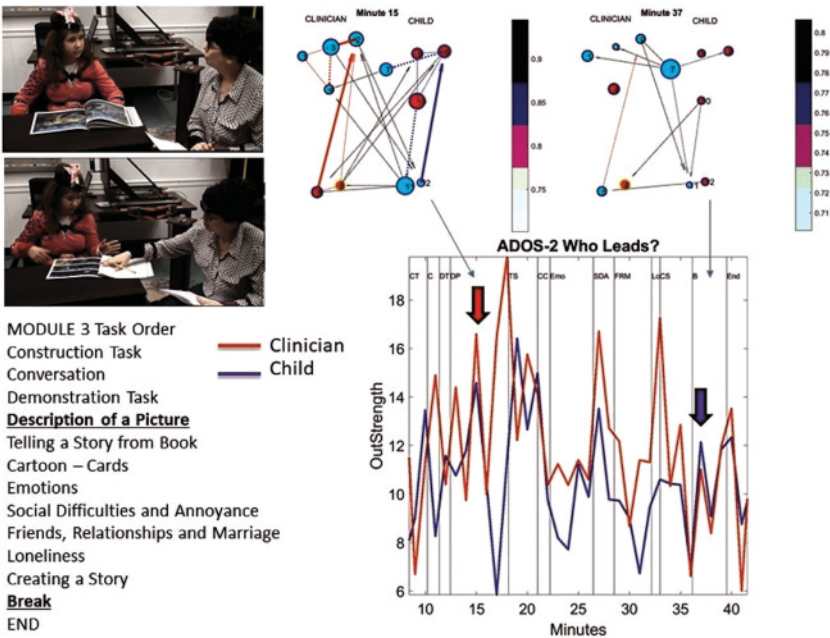 CLINICIAN
Minute 15
CHILD
0.9
0.85
0.8
0.75
CLINICIAN
Minute 37
CHILD
0.8
0.79
0.78
0.77
0.76
0.75
0.74
0.73
0.72
0.71
MODULE 3 Task Order
Construction Task
Conversation
Demonstration Task
Description of a Picture
Telling a Story from Book
Cartoon – Cards
Emotions
Social Difficulties and Annoyance
Friends, Relationships and Marriage
Loneliness
Creating a Story
Break
END
Clinician
Child
ADOS-2 Who Leads?
CT C DT DP TS CC Emo SDA FRM LoCS B End
18
16
14
12
10
8
6
OutStrength
10 15 20 25 30 35 40
Minutes